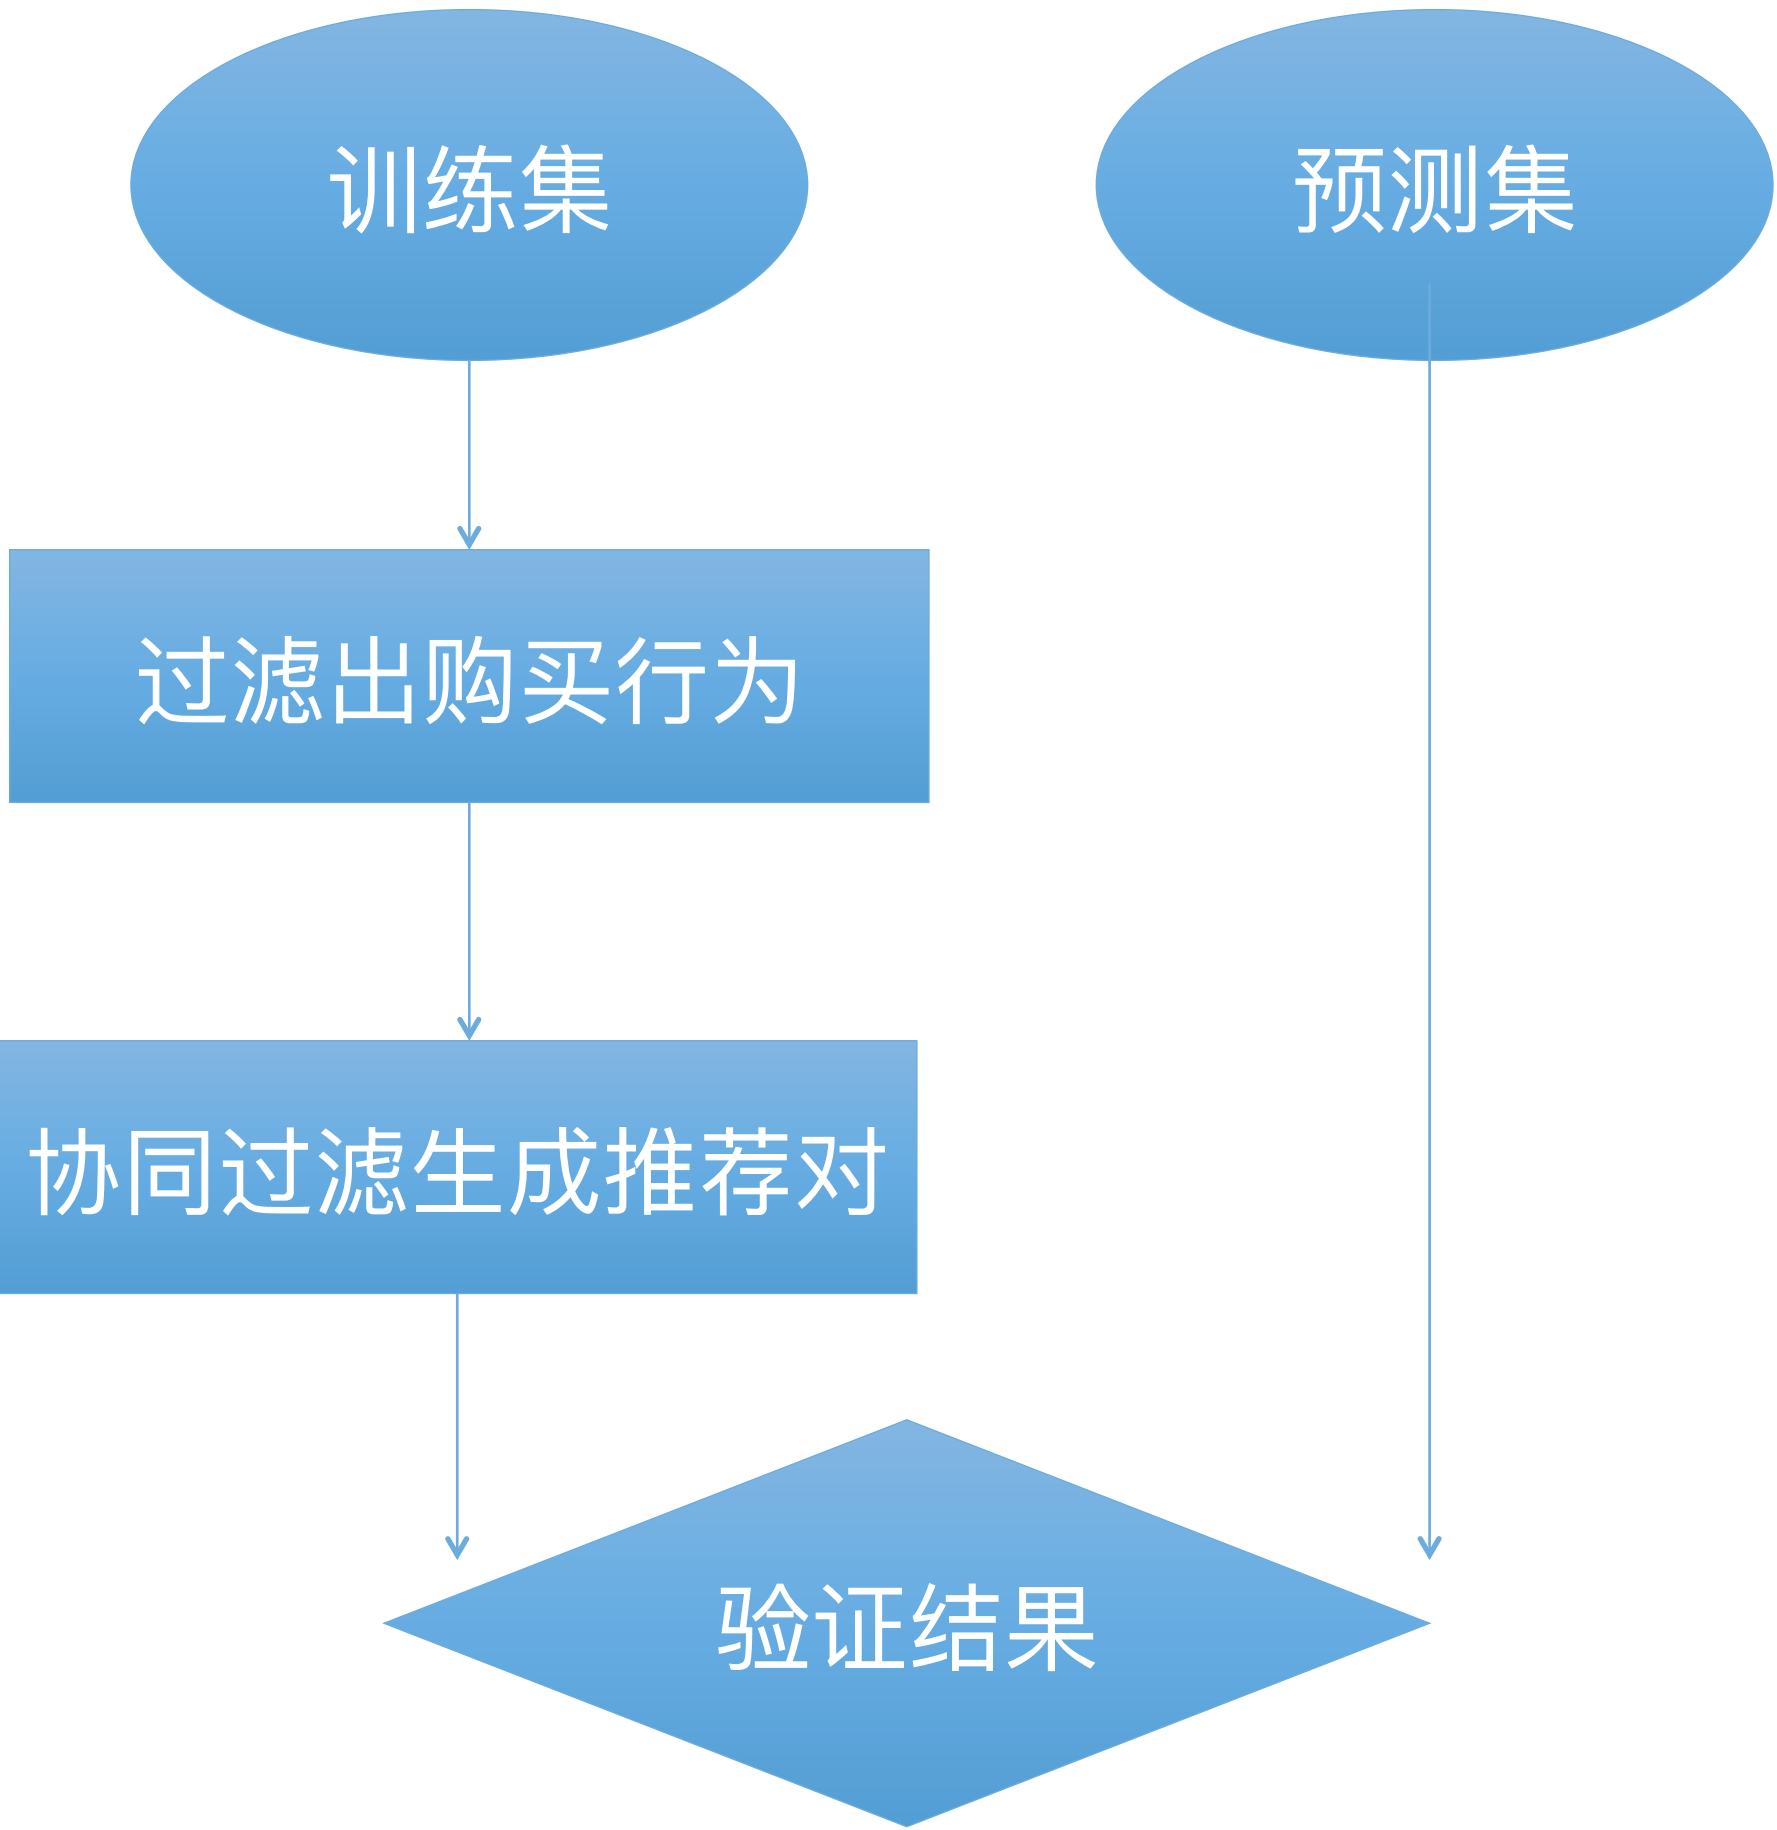 训练集
预测集
过滤出购买行为
协同过滤生成推荐对
验证结果